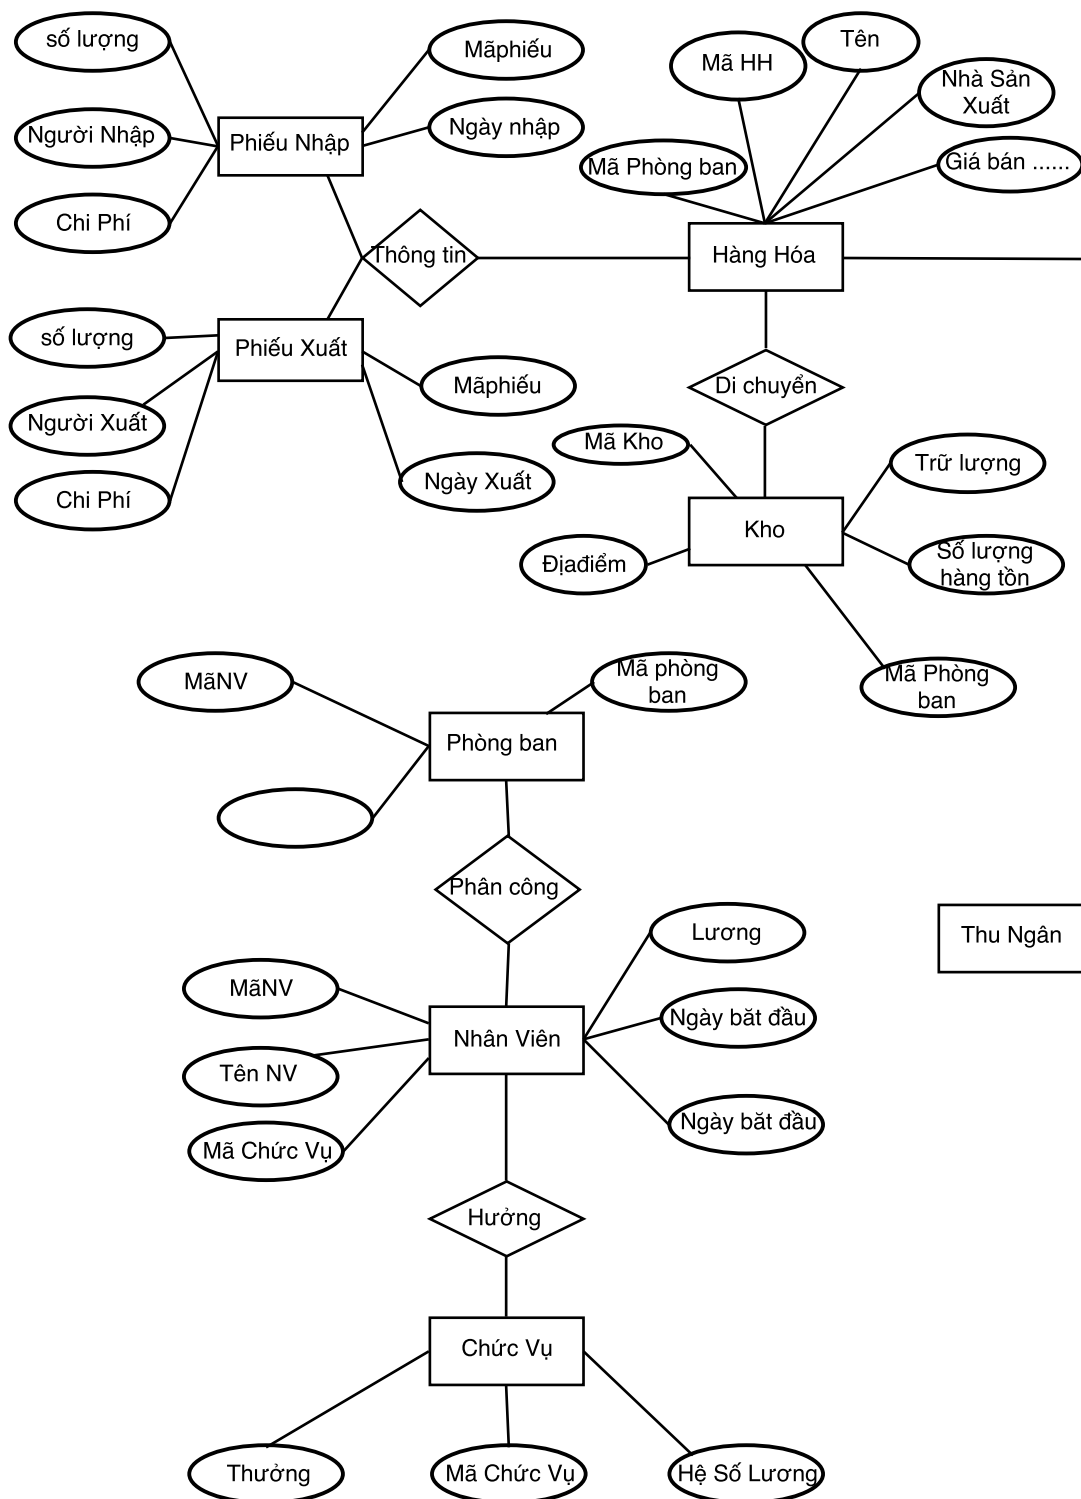 số lượng
Mãphiếu
Tên
Mã HH
Nhà Sản
Xuất
Người Nhập
Phiếu Nhập
Ngày nhập
Mã Phòng ban
Giá bán ......
Chi Phí
Thông tin
Hàng Hóa
số lượng
Phiếu Xuất
Mãphiếu
Di chuyển
Người Xuất
Mã Kho
Trữ lượng
Chi Phí
Ngày Xuất
Kho
Địađiểm
Số lượng
hàng tồn
MãNV
Mã phòng
ban
Mã Phòng
ban
Phòng ban
Phân công
Lương
Thu Ngân
MãNV
Ngày băt đầu
Nhân Viên
Tên NV
Ngày băt đầu
Mã Chức Vụ
Hưởng
Chức Vụ
Thưởng
Mã Chức Vụ
Hệ Số Lương